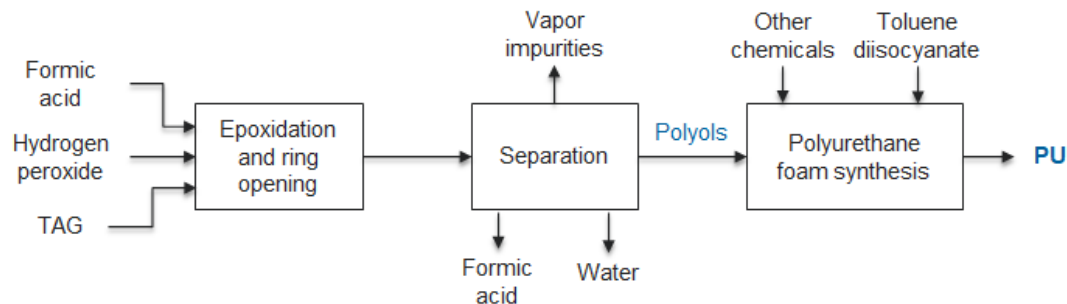 Vapor
impurities
Other
chemicals
Toluene
diisocyanate
Formic
acid
Hydrogen
peroxide
TAG
Epoxidation
and ring
opening
Separation
Polyols
Polyurethane
foam synthesis
PU
Formic
acid
Water